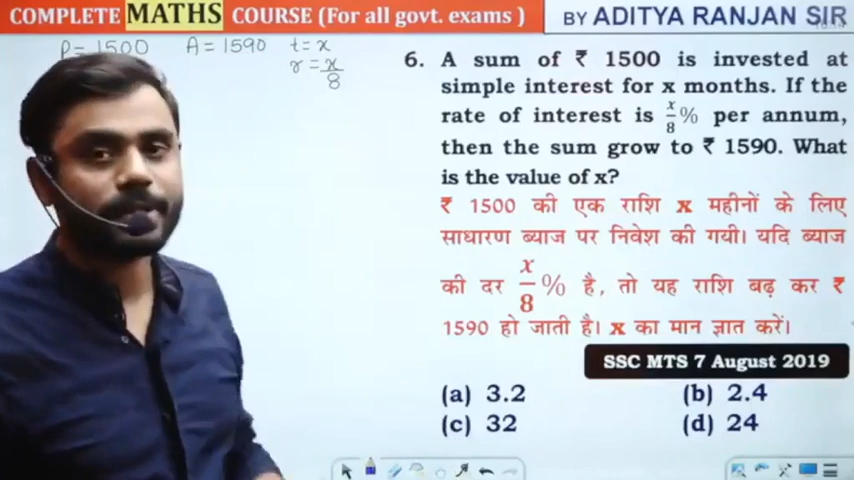 COMPLETE MATHS COURSE (For all govt. exams ) BY ADITYA RANJAN SIR
P = 1500 A = 1590 t = x
r = x/8
6. A sum of ₹ 1500 is invested at
simple interest for x months. If the
rate of interest is x/8% per annum,
then the sum grow to ₹ 1590. What
is the value of x?
₹ 1500 की एक राशि x महीनों के लिए
साधारण ब्याज पर निवेश की गयी। यदि ब्याज
की दर x/8% है, तो यह राशि बढ़ कर ₹
1590 हो जाती है। x का मान ज्ञात करें।
SSC MTS 7 August 2019
(a) 3.2 (b) 2.4
(c) 32 (d) 24